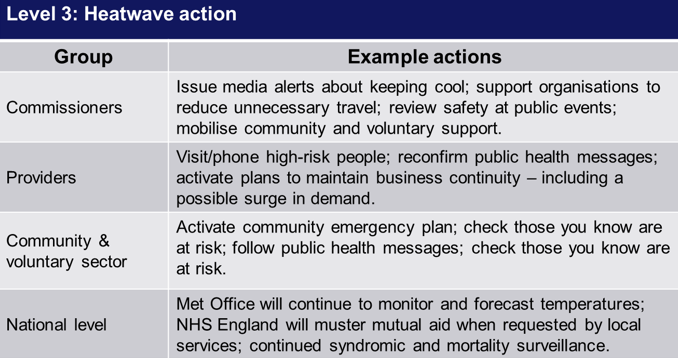 Level 3: Heatwave action
Group
Example actions
Commissioners
Issue media alerts about keeping cool; support organisations to
reduce unnecessary travel; review safety at public events;
mobilise community and voluntary support.
Providers
Visit/phone high-risk people; reconfirm public health messages;
activate plans to maintain business continuity – including a
possible surge in demand.
Community &
voluntary sector
Activate community emergency plan; check those you know are
at risk; follow public health messages; check those you know are
at risk.
National level
Met Office will continue to monitor and forecast temperatures;
NHS England will muster mutual aid when requested by local
services; continued syndromic and mortality surveillance.